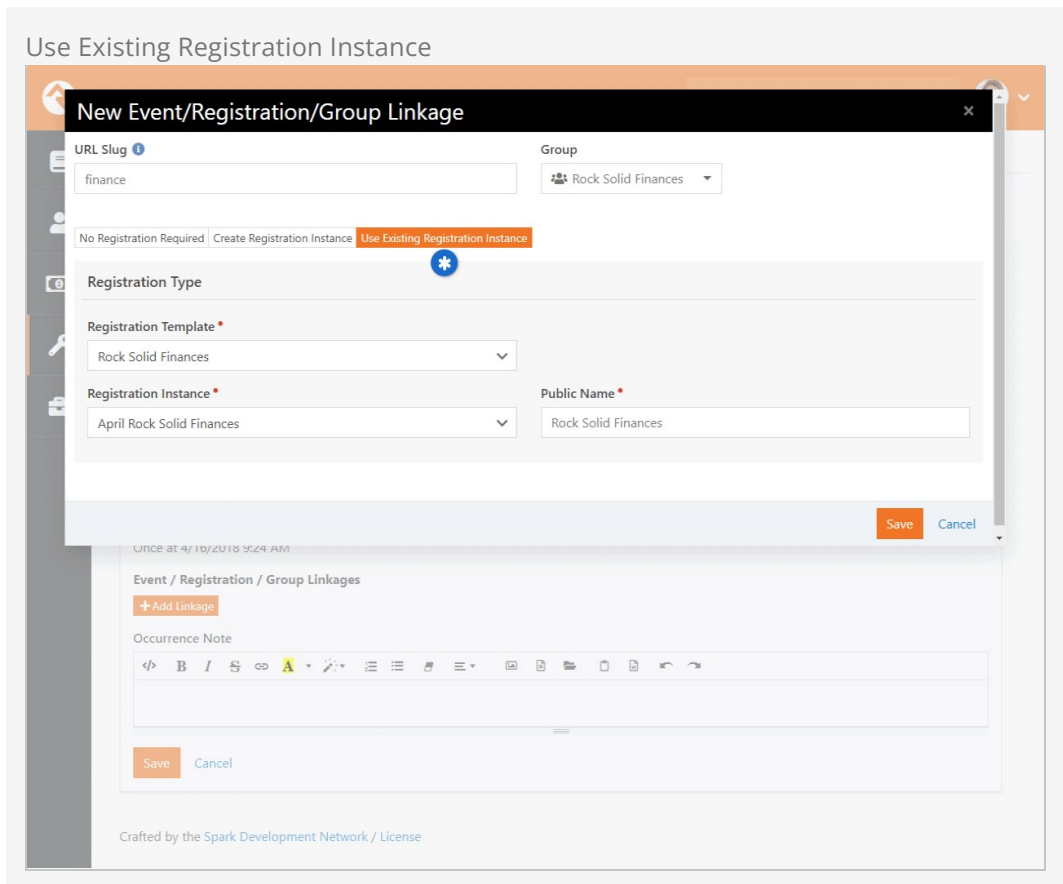 Use Existing Registration Instance
New Event/Registration/Group Linkage ×
URL Slug Group
finance Rock Solid Finances
No Registration Required Create Registration Instance Use Existing Registration Instance
Registration Type
Registration Template
Rock Solid Finances
Registration Instance Public Name
April Rock Solid Finances Rock Solid Finances
Save Cancel
Once at 4/16/2018 9:24 AM
Event / Registration / Group Linkages
+Add Linkage
Occurrence Note
</> B I S A
Save Cancel
Crafted by the Spark Development Network / License